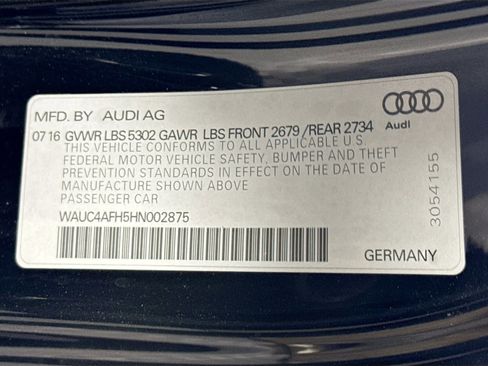 MFD. BY AUDI AG
07 16 GVWR LBS 5302 GAWR LBS FRONT 2679 /REAR 2734
THIS VEHICLE CONFORMS TO ALL APPLICABLE U S
FEDERAL MOTOR VEHICLE SAFETY, BUMPER AND THEFT
PREVENTION STANDARDS IN EFFECT ON THE DATE
OF MANUFACTURE SHOWN ABOVE
PASSENGER CAR
WAUC4AFH5HN002875
Audi
3054155
GERMANY